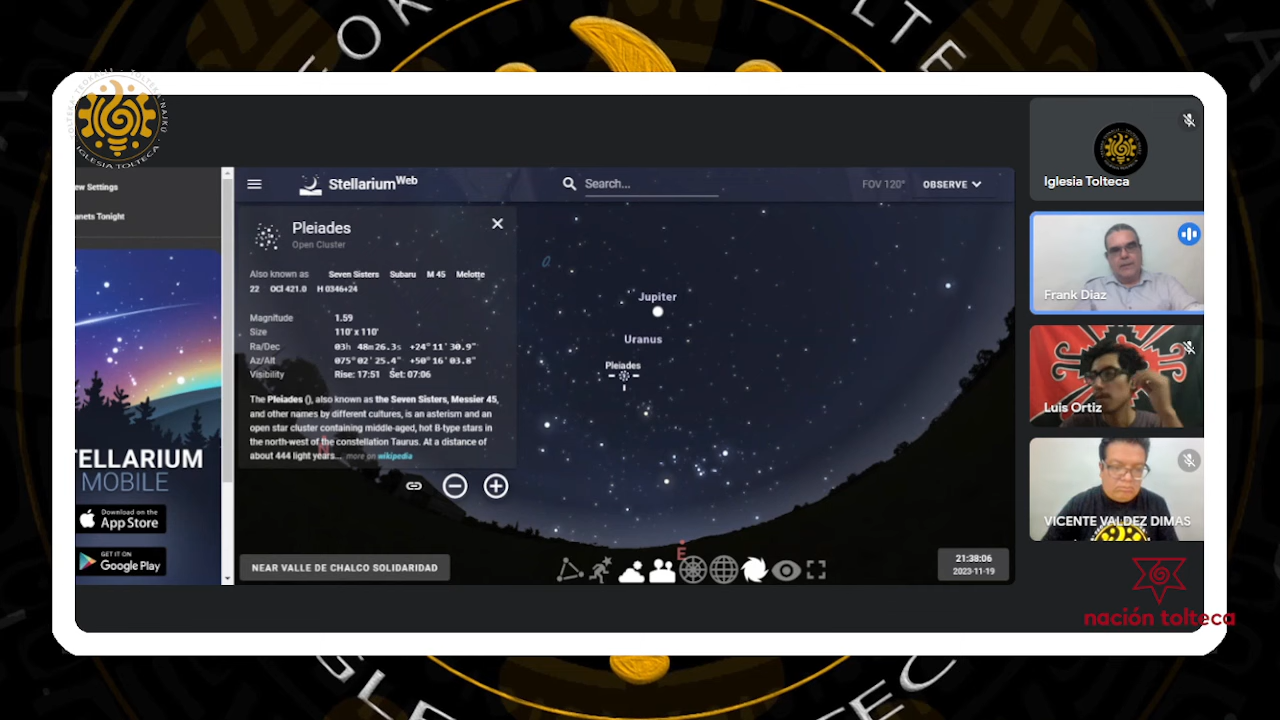 TOLTEKA TEOKALLI · TOLTEKA NAJKÚ
IGLESIA TOLTECA
ew Settings
anets Tonight
TELLARIUM
MOBILE
Download on the
App Store
GET IT ON
Google Play
StellariumWeb
Search...
FOV 120°
OBSERVE
Pleiades
Open Cluster
Also known as Seven Sisters Subaru M 45 Melotte
22 OCl 421.0 H 0346+24
Magnitude 1.59
Size 110' x 110'
Ra/Dec 03h 48m26.3s +24°11'30.9"
Az/Alt 075°02'25.4" +50°16'03.8"
Visibility Rise: 17:51 Set: 07:06
The Pleiades (), also known as the Seven Sisters, Messier 45,
and other names by different cultures, is an asterism and an
open star cluster containing middle-aged, hot B-type stars in
the north-west of the constellation Taurus. At a distance of
about 444 light years... more on wikipedia
Jupiter
Uranus
Pleiades
E
NEAR VALLE DE CHALCO SOLIDARIDAD
21:38:06
2023-11-19
Iglesia Tolteca
Frank Diaz
Luis Ortiz
VICENTE VALDEZ DIMAS
nación tolteca